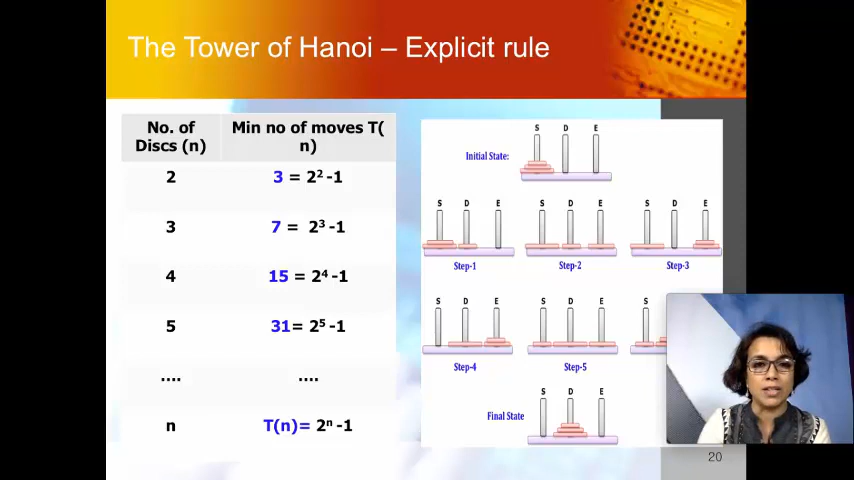 The Tower of Hanoi – Explicit rule
No. of Discs (n) Min no of moves T( n)
2 3 = 2² -1
3 7 = 2³ -1
4 15 = 2⁴ -1
5 31= 2⁵ -1
.... ....
n T(n)= 2ⁿ -1
S D E
Initial State:
S D E S D E S D E
Step-1 Step-2 Step-3
S D E S D E S
Step-4 Step-5
S D E
Final State
20